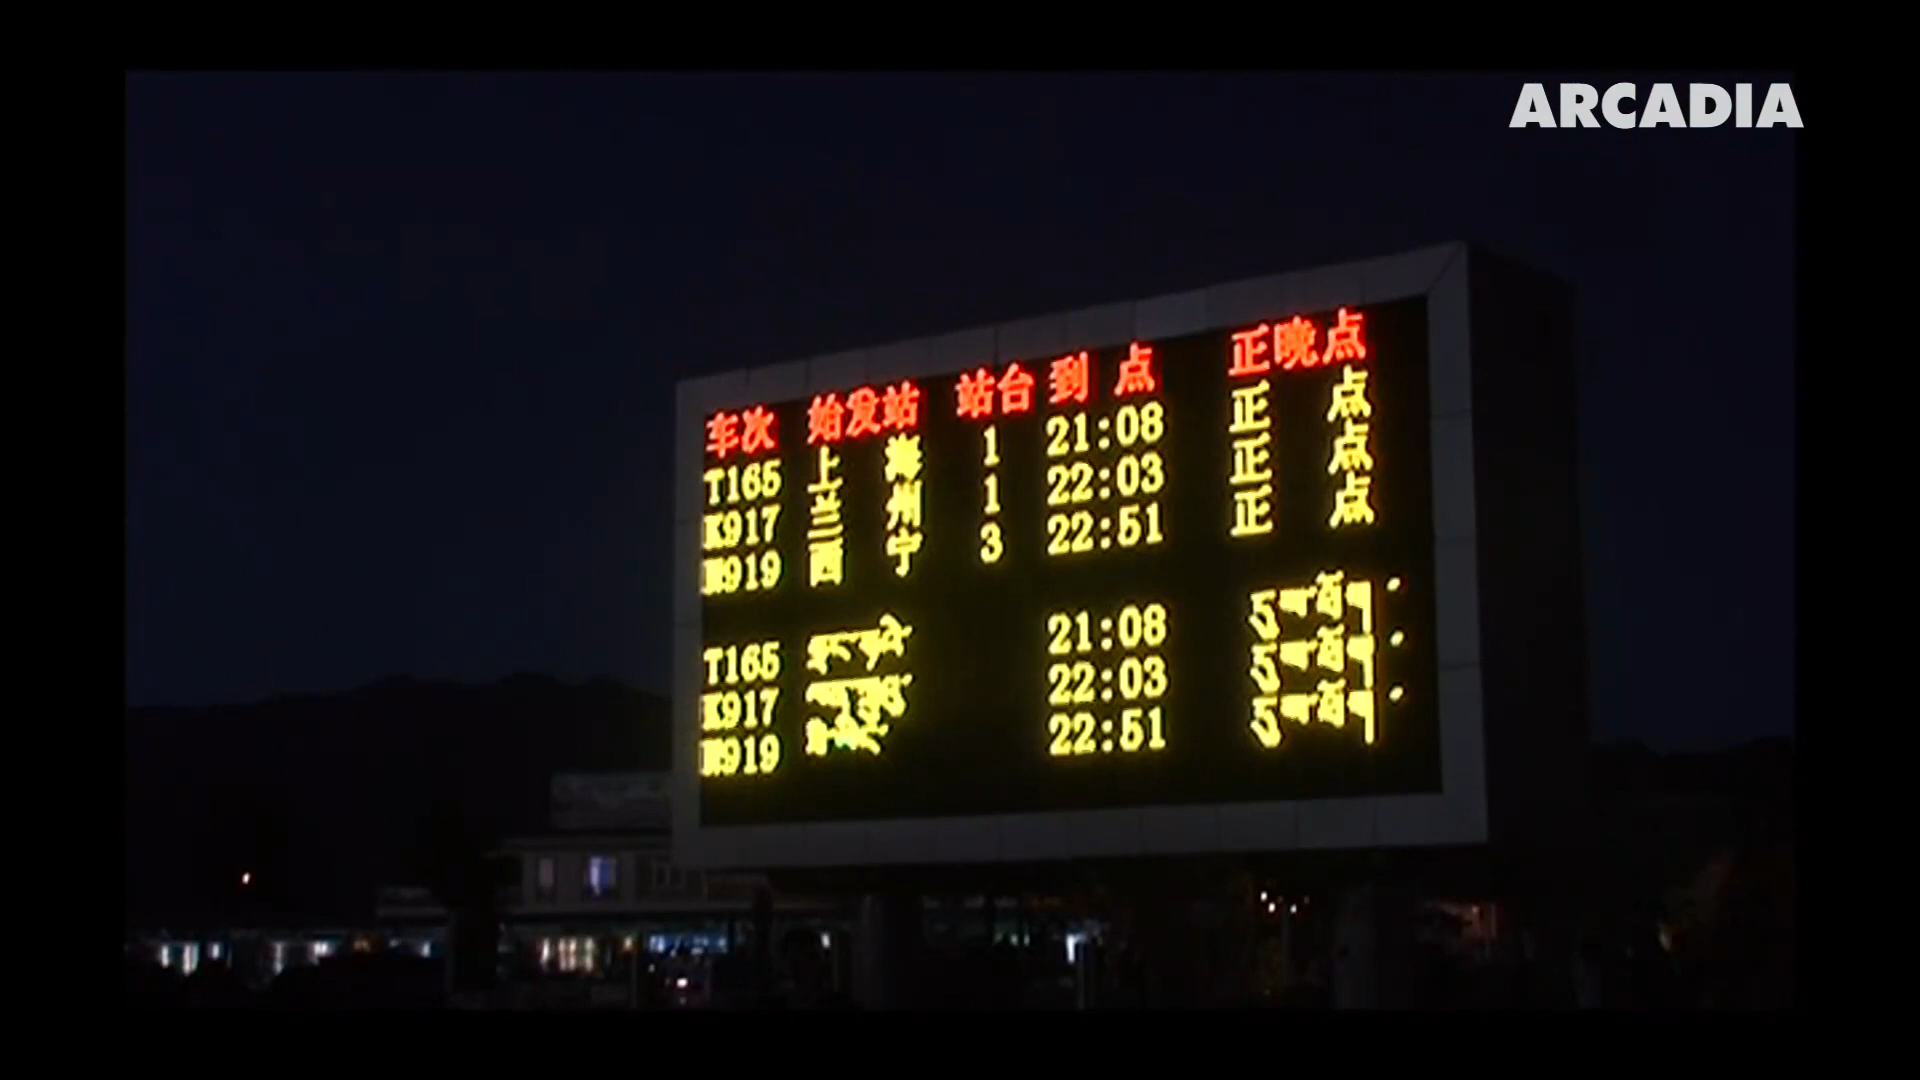 ARCADIA
车次 始发站 站台 到 点 正晚点
T165 上 海 1 21:08 正 点
K917 兰 州 1 22:03 正 点
N919 西 宁 3 22:51 正 点
T165 21:08
K917 22:03
N919 22:51